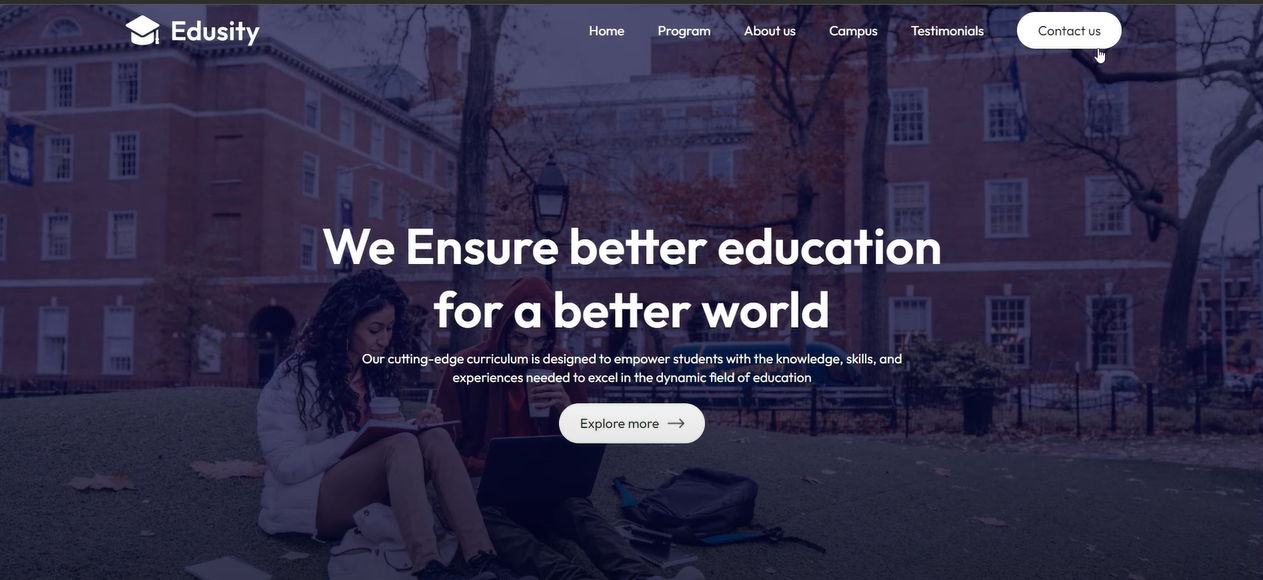 Edusity
Home
Program
About us
Campus
Testimonials
Contact us
We Ensure better education
for a better world
Our cutting-edge curriculum is designed to empower students with the knowledge, skills, and
experiences needed to excel in the dynamic field of education
Explore more